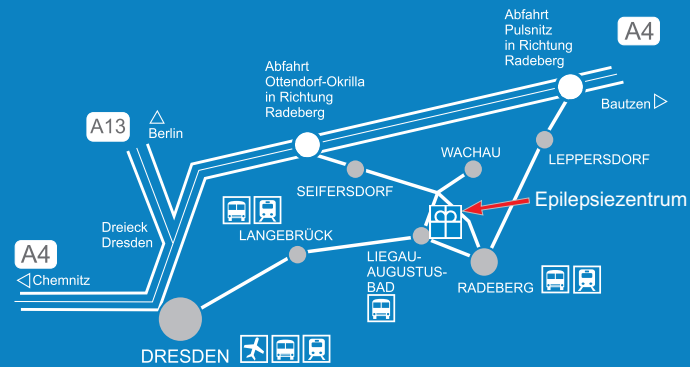 Abfahrt
Pulsnitz
in Richtung
Radeberg
A4
Abfahrt
Ottendorf-Okrilla
in Richtung
Radeberg
Bautzen
A13
Berlin
WACHAU
LEPPERSDORF
SEIFERSDORF
Epilepsiezentrum
Dreieck
Dresden
LANGEBRÜCK
A4
Chemnitz
LIEGAU-
AUGUSTUS-
BAD
RADEBERG
DRESDEN